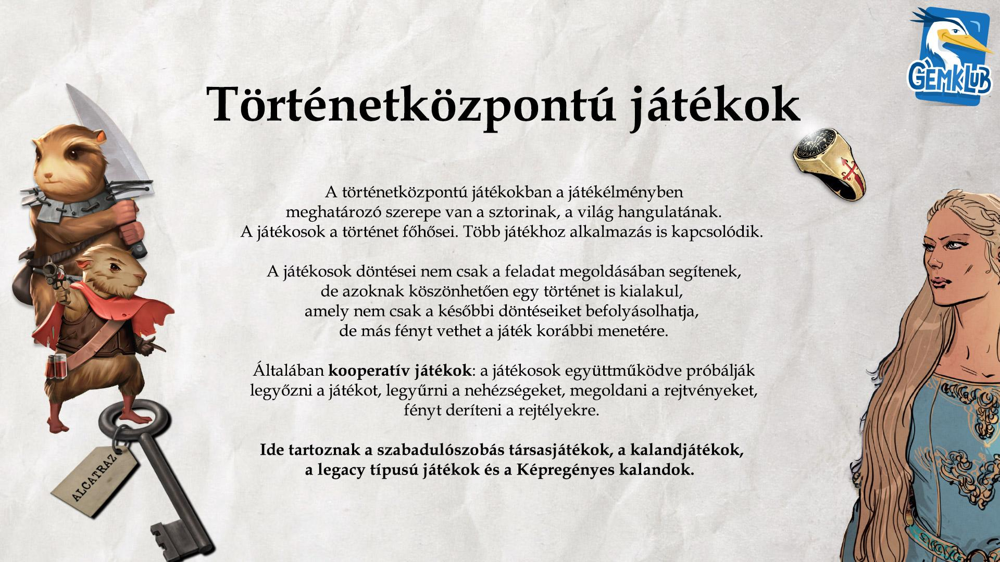 GÉMKLUB
Történetközpontú játékok
A történetközpontú játékokban a játékélményben
meghatározó szerepe van a sztorinak, a világ hangulatának.
A játékosok a történet főhősei. Több játékhoz alkalmazás is kapcsolódik.
A játékosok döntései nem csak a feladat megoldásában segítenek,
de azoknak köszönhetően egy történet is kialakul,
amely nem csak a későbbi döntéseiket befolyásolhatja,
de más fényt vethet a játék korábbi menetére.
Általában kooperatív játékok: a játékosok együttműködve próbálják
legyőzni a játékot, legyűrni a nehézségeket, megoldani a rejtvényeket,
fényt deríteni a rejtélyekre.
Ide tartoznak a szabadulószobás társasjátékok, a kalandjátékok,
a legacy típusú játékok és a Képregényes kalandok.
ALCATRAZ